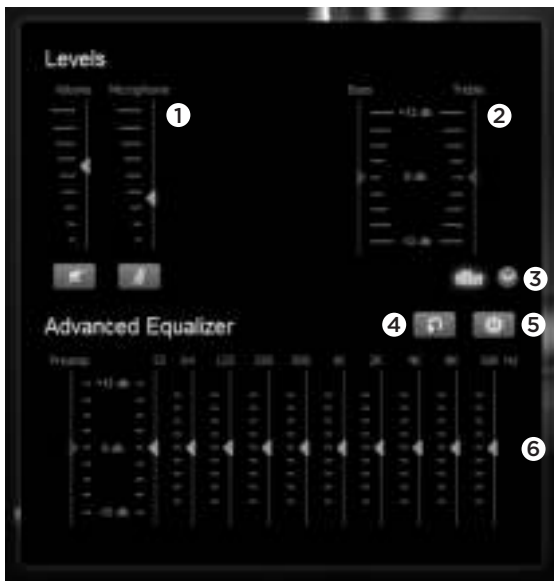 Levels
Volume Microphone Bass Treble
1 2
+12 db
0 db
-12 db
3
Advanced Equalizer 4 5
Preamp 32 64 125 250 500 1K 2K 4K 8K 16K Hz
+12 db
0 db 6
-12 db